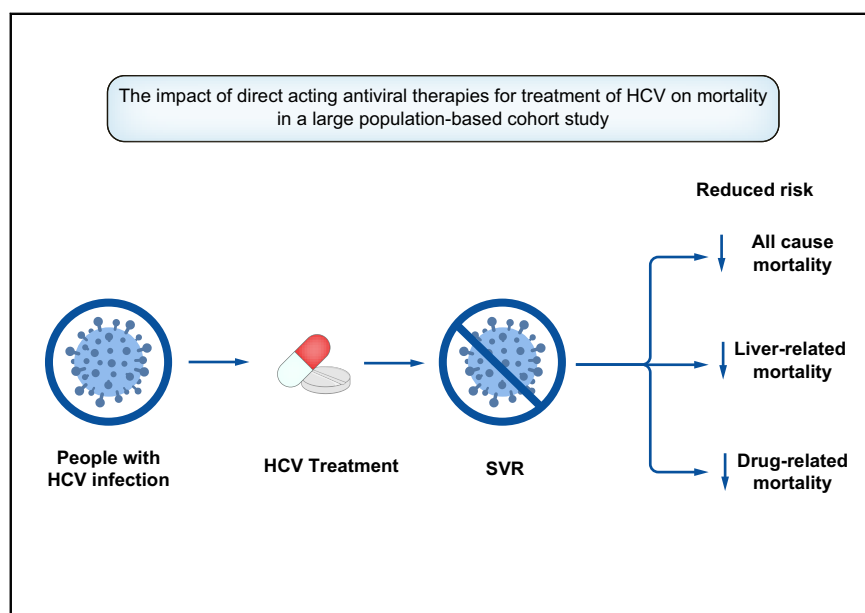 The impact of direct acting antiviral therapies for treatment of HCV on mortality
in a large population-based cohort study
Reduced risk
All cause
mortality
Liver-related
mortality
Drug-related
mortality
People with
HCV infection
HCV Treatment
SVR